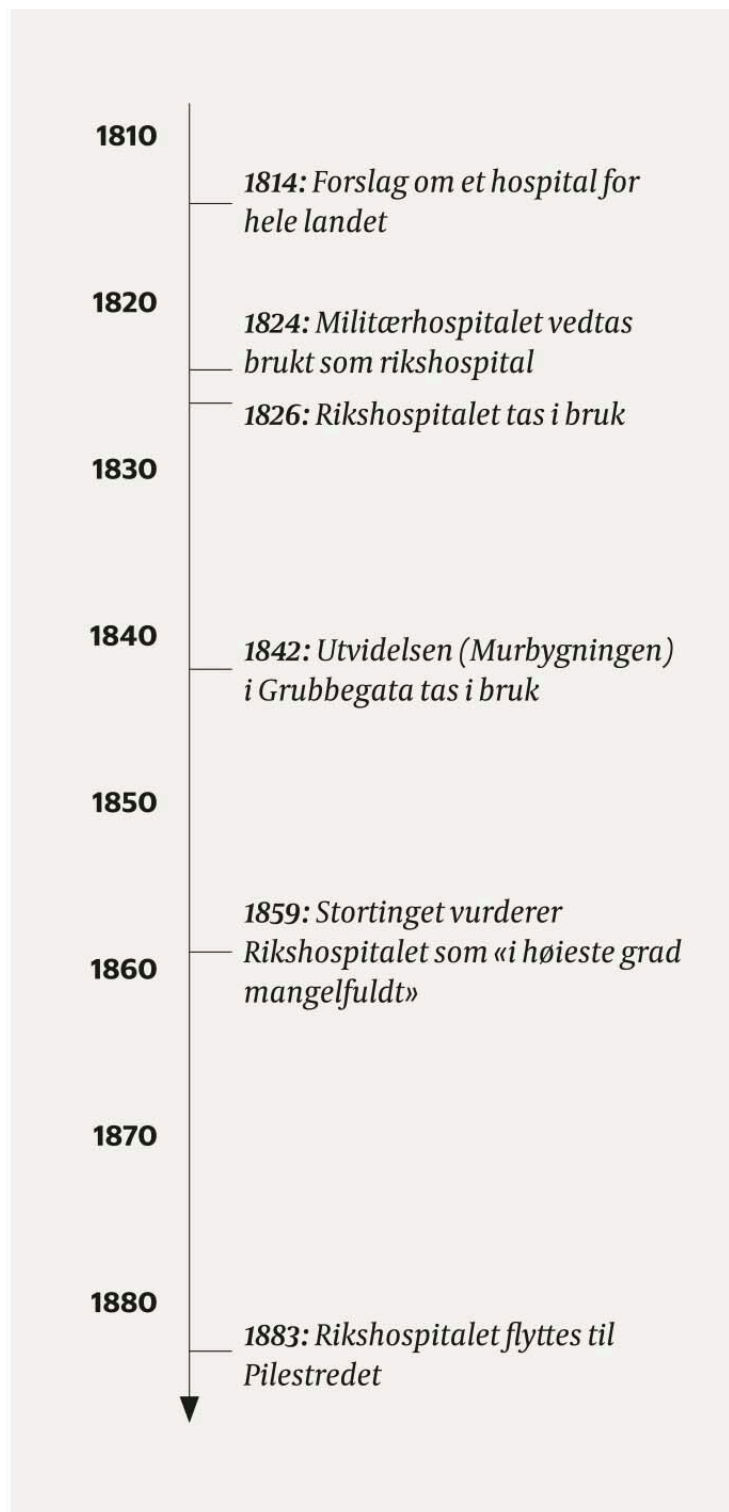 1810
1814: Forslag om et hospital for
hele landet
1820
1824: Militærhospitalet vedtas
brukt som rikshospital
1826: Rikshospitalet tas i bruk
1830
1840
1842: Utvidelsen (Murbygningen)
i Grubbegata tas i bruk
1850
1859: Stortinget vurderer
Rikshospitalet som «i høieste grad
mangelfuldt»
1860
1870
1880
1883: Rikshospitalet flyttes til
Pilestredet